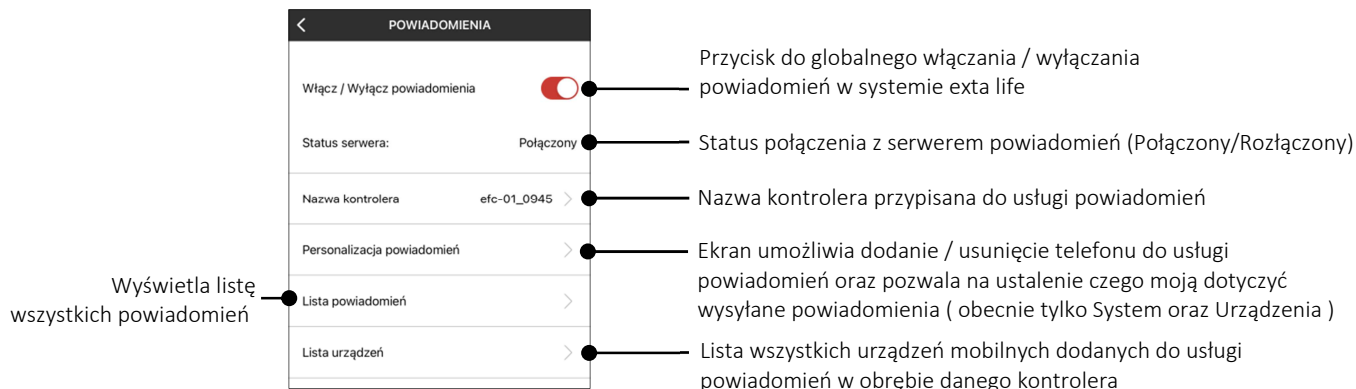 POWIADOMIENIA
Włącz / Wyłącz powiadomienia
Status serwera: Połączony
Nazwa kontrolera efc-01_0945
Personalizacja powiadomień
Lista powiadomień
Lista urządzeń
Wyświetla listę
wszystkich powiadomień
Przycisk do globalnego włączania / wyłączania
powiadomień w systemie exta life
Status połączenia z serwerem powiadomień (Połączony/Rozłączony)
Nazwa kontrolera przypisana do usługi powiadomień
Ekran umożliwia dodanie / usunięcie telefonu do usługi
powiadomień oraz pozwala na ustalenie czego moją dotyczyć
wysyłane powiadomienia ( obecnie tylko System oraz Urządzenia )
Lista wszystkich urządzeń mobilnych dodanych do usługi
powiadomień w obrębie danego kontrolera